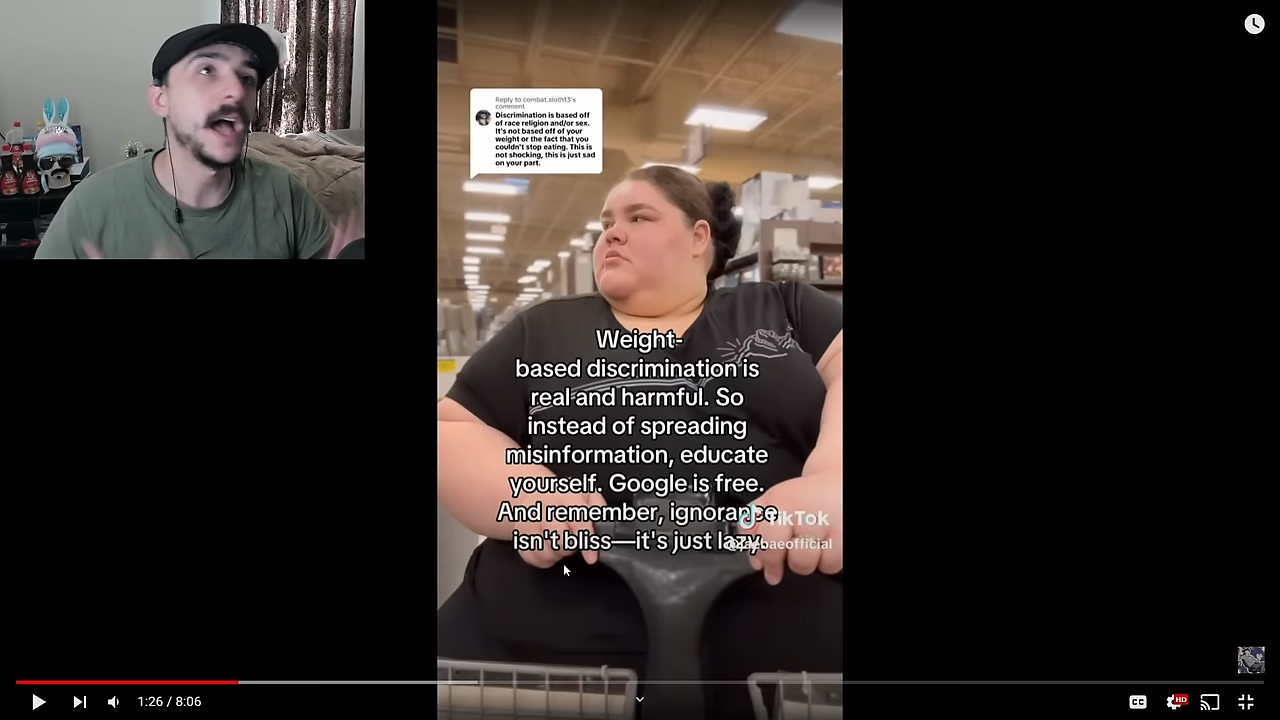 Reply to combat.sloth13's
comment
Discrimination is based off
of race religion and/or sex.
It's not based off of your
weight or the fact that you
couldn't stop eating. This is
not shocking, this is just sad
on your part.
Weight-
based discrimination is
real and harmful. So
instead of spreading
misinformation, educate
yourself. Google is free.
And remember, ignorance
isn't bliss—it's just lazy.
TikTok
1:26 / 8:06
CC
HD